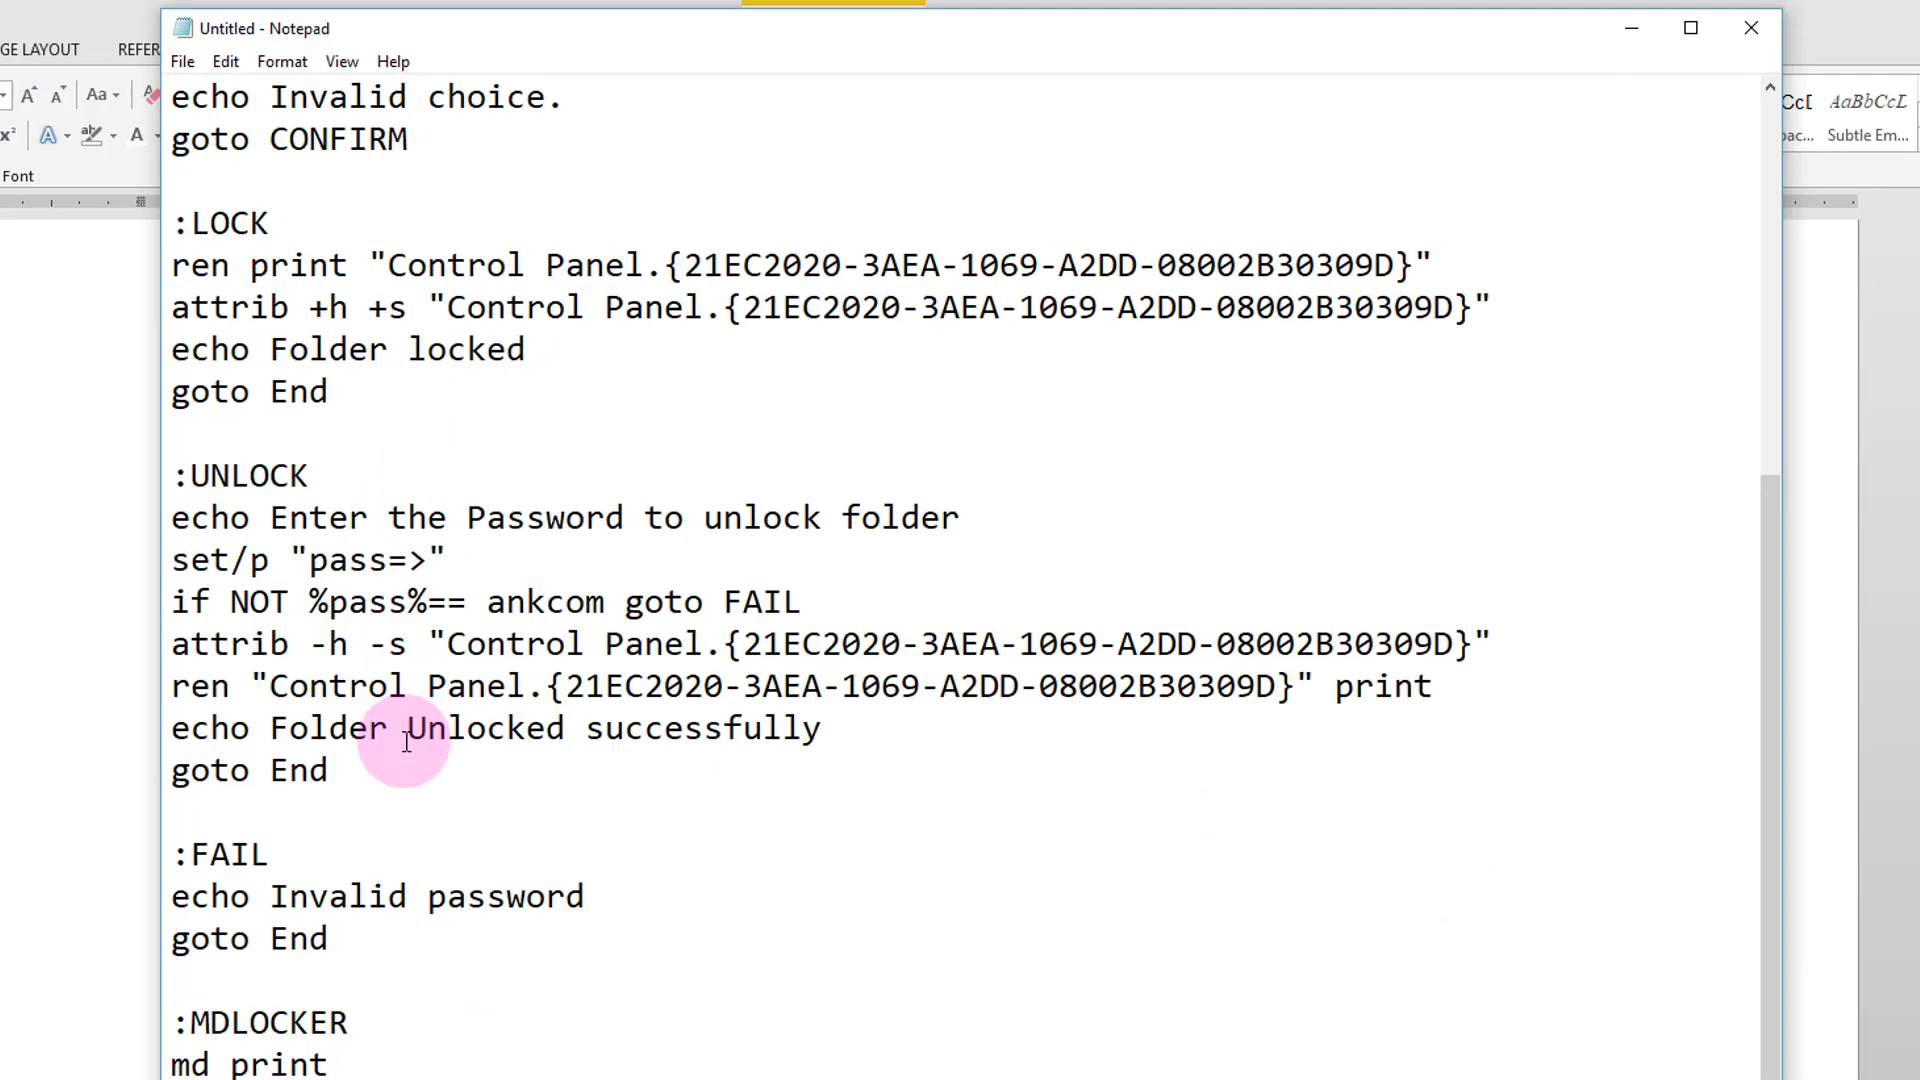 Untitled - Notepad
GE LAYOUT REFER
File Edit Format View Help
Aa
AaBbCcL
Subtle Em...
Font
echo Invalid choice.
goto CONFIRM
:LOCK
ren print "Control Panel.{21EC2020-3AEA-1069-A2DD-08002B30309D}"
attrib +h +s "Control Panel.{21EC2020-3AEA-1069-A2DD-08002B30309D}"
echo Folder locked
goto End
:UNLOCK
echo Enter the Password to unlock folder
set/p "pass=>"
if NOT %pass%== ankcom goto FAIL
attrib -h -s "Control Panel.{21EC2020-3AEA-1069-A2DD-08002B30309D}"
ren "Control Panel.{21EC2020-3AEA-1069-A2DD-08002B30309D}" print
echo Folder Unlocked successfully
goto End
:FAIL
echo Invalid password
goto End
:MDLOCKER
md print